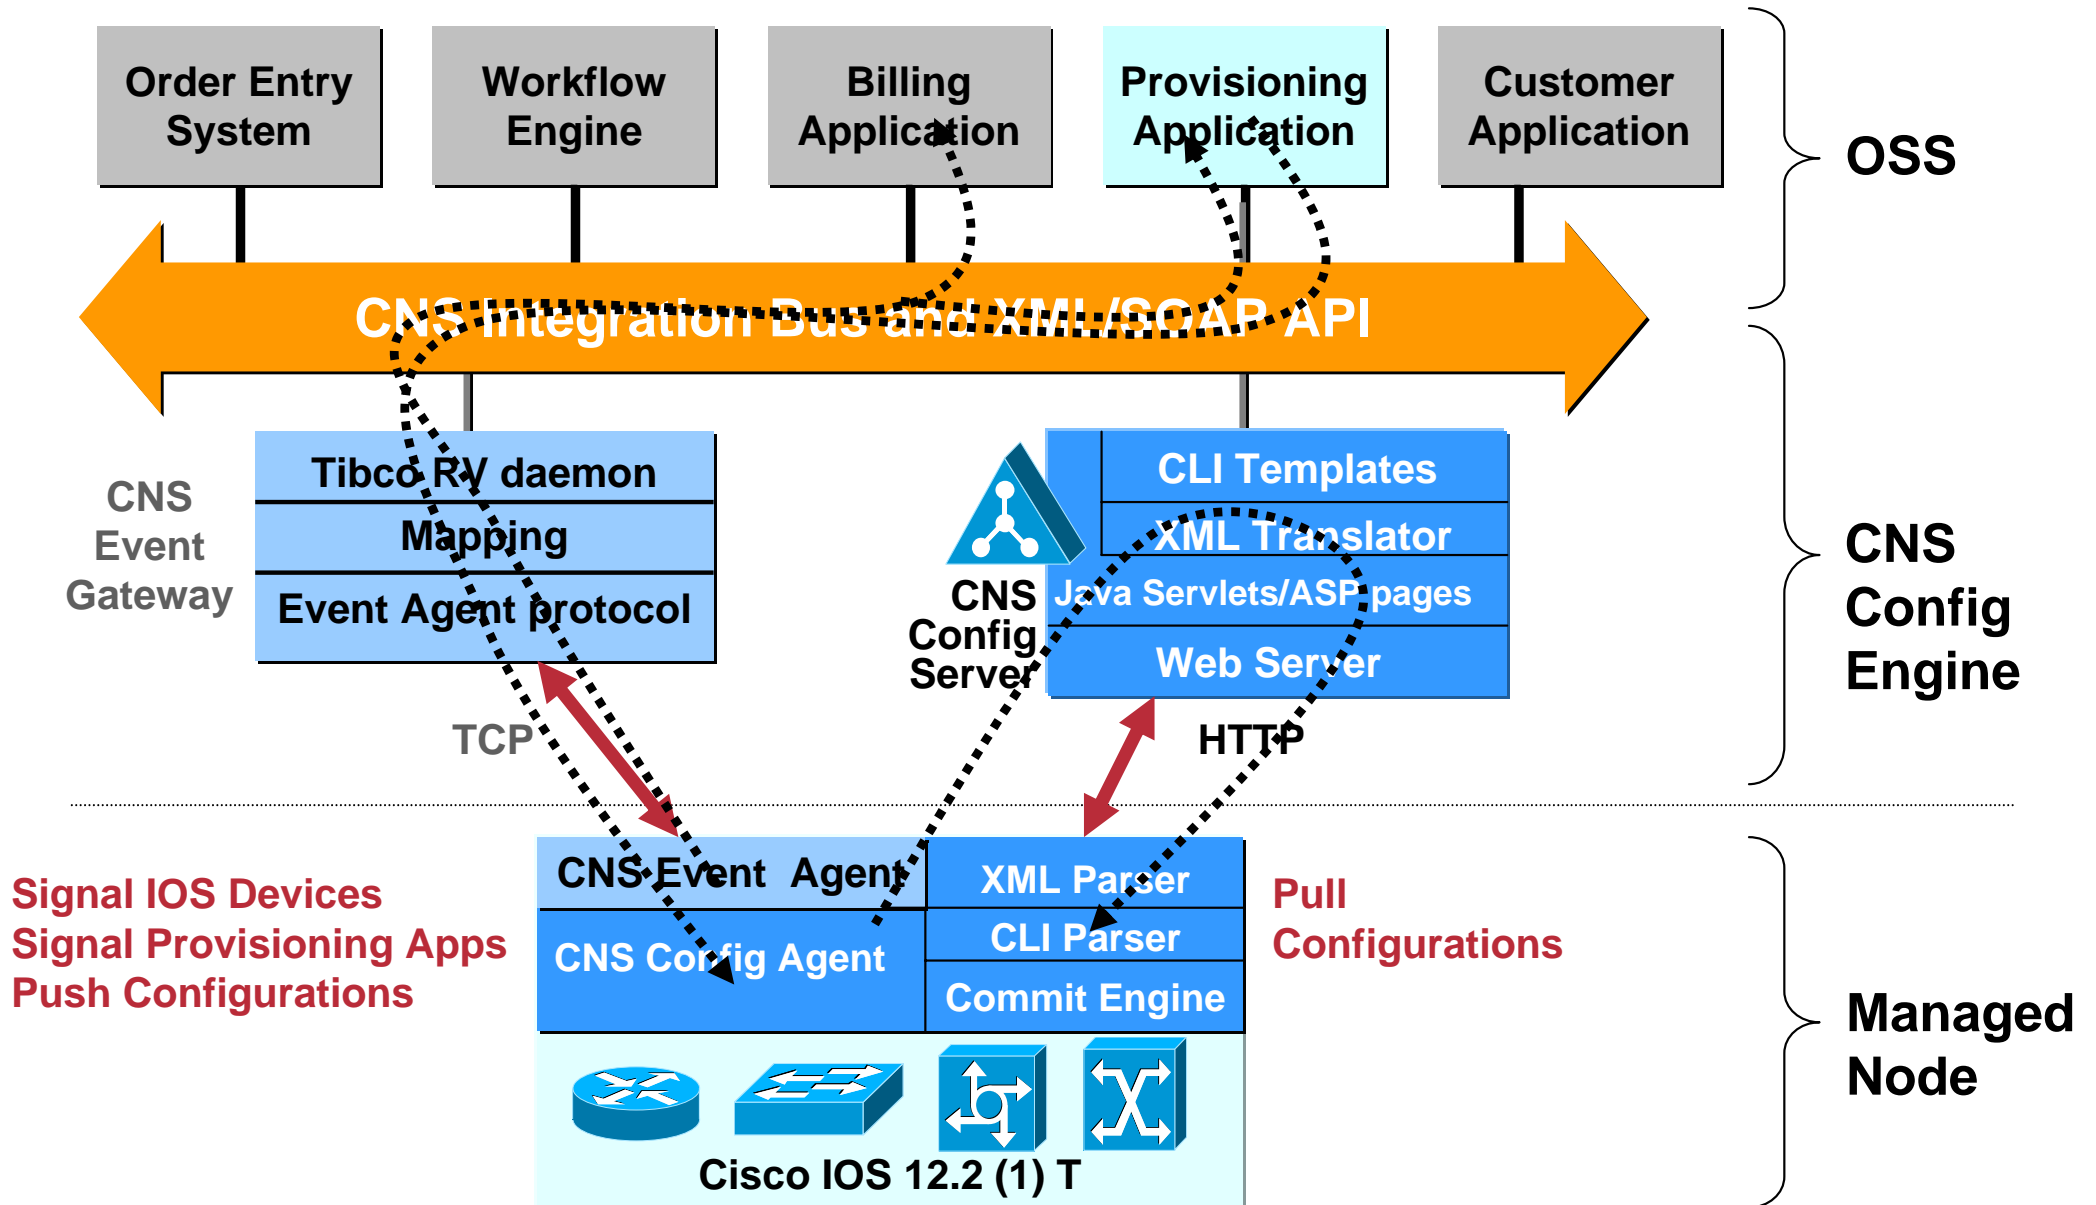 Order Entry
System
Workflow
Engine
Billing
Application
Provisioning
Application
Customer
Application
OSS
CNS Integration Bus and XML/SOAP API
CNS
Event
Gateway
Tibco RV daemon
Mapping
Event Agent protocol
CNS
Config
Server
CLI Templates
XML Translator
Java Servlets/ASP pages
Web Server
CNS
Config
Engine
TCP
HTTP
Signal IOS Devices
Signal Provisioning Apps
Push Configurations
CNS Event Agent
CNS Config Agent
XML Parser
CLI Parser
Commit Engine
Pull
Configurations
Managed
Node
Cisco IOS 12.2 (1) T